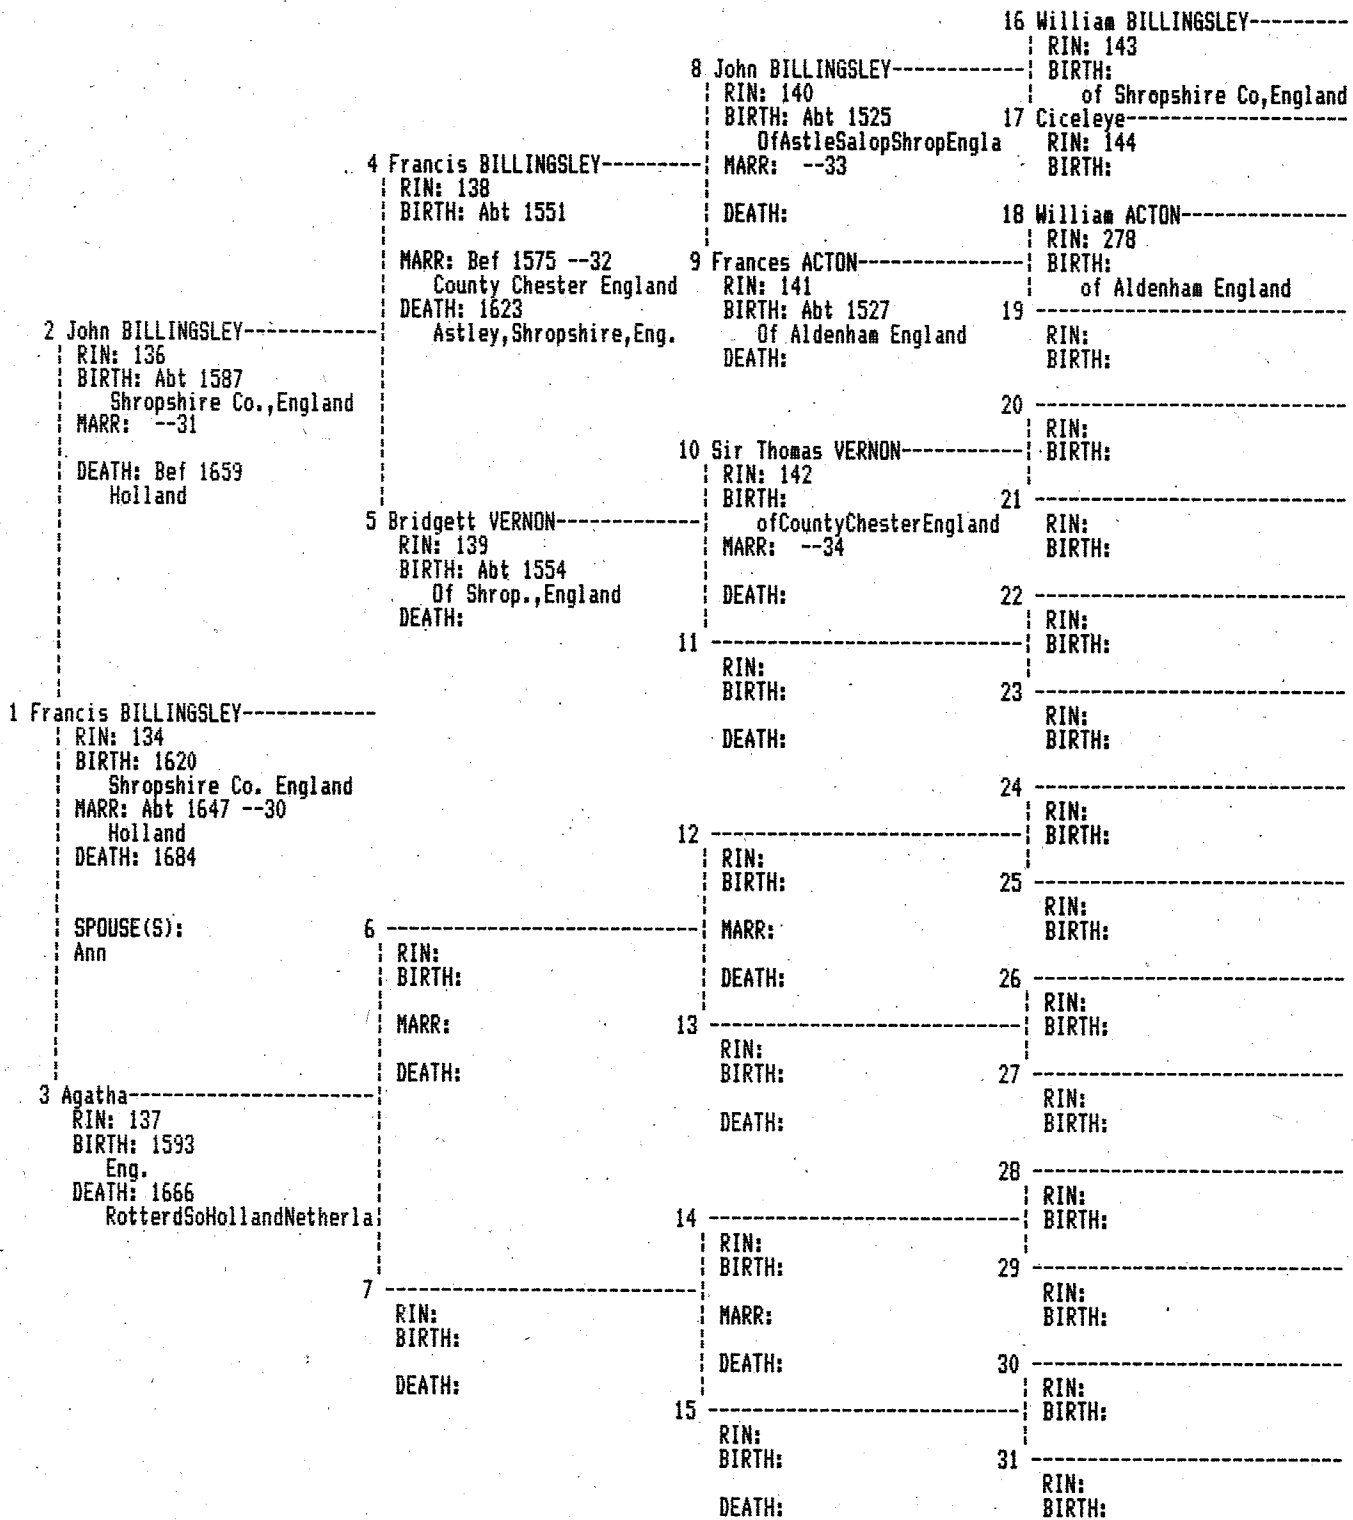 16 William BILLINGSLEY---------
RIN: 143
BIRTH:
of Shropshire Co,England
8 John BILLINGSLEY------------
RIN: 140
BIRTH: Abt 1525
OfAstleSalopShropEngla
MARR: --33
DEATH:
17 Ciceleye--------------------
RIN: 144
BIRTH:
4 Francis BILLINGSLEY---------
RIN: 138
BIRTH: Abt 1551
MARR: Bef 1575 --32
County Chester England
DEATH: 1623
Astley,Shropshire,Eng.
18 William ACTON---------------
RIN: 278
BIRTH:
of Aldenham England
9 Frances ACTON---------------
RIN: 141
BIRTH: Abt 1527
Of Aldenham England
DEATH:
19 ----------------------------
RIN:
BIRTH:
2 John BILLINGSLEY------------
RIN: 136
BIRTH: Abt 1587
Shropshire Co.,England
MARR: --31
DEATH: Bef 1659
Holland
20 ----------------------------
RIN:
BIRTH:
10 Sir Thomas VERNON-----------
RIN: 142
BIRTH:
ofCountyChesterEngland
MARR: --34
DEATH:
21 ----------------------------
RIN:
BIRTH:
5 Bridgett VERNON-------------
RIN: 139
BIRTH: Abt 1554
Of Shrop.,England
DEATH:
22 ----------------------------
RIN:
BIRTH:
11 ----------------------------
RIN:
BIRTH:
DEATH:
23 ----------------------------
RIN:
BIRTH:
1 Francis BILLINGSLEY------------
RIN: 134
BIRTH: 1620
Shropshire Co. England
MARR: Abt 1647 --30
Holland
DEATH: 1684
SPOUSE(S):
Ann
24 ----------------------------
RIN:
BIRTH:
12 ----------------------------
RIN:
BIRTH:
MARR:
DEATH:
25 ----------------------------
RIN:
BIRTH:
6 ----------------------------
RIN:
BIRTH:
MARR:
DEATH:
26 ----------------------------
RIN:
BIRTH:
13 ----------------------------
RIN:
BIRTH:
DEATH:
27 ----------------------------
RIN:
BIRTH:
3 Agatha----------------------
RIN: 137
BIRTH: 1593
Eng.
DEATH: 1666
RotterdSoHollandNetherla
28 ----------------------------
RIN:
BIRTH:
14 ----------------------------
RIN:
BIRTH:
MARR:
DEATH:
29 ----------------------------
RIN:
BIRTH:
7 ----------------------------
RIN:
BIRTH:
DEATH:
30 ----------------------------
RIN:
BIRTH:
15 ----------------------------
RIN:
BIRTH:
DEATH:
31 ----------------------------
RIN:
BIRTH: